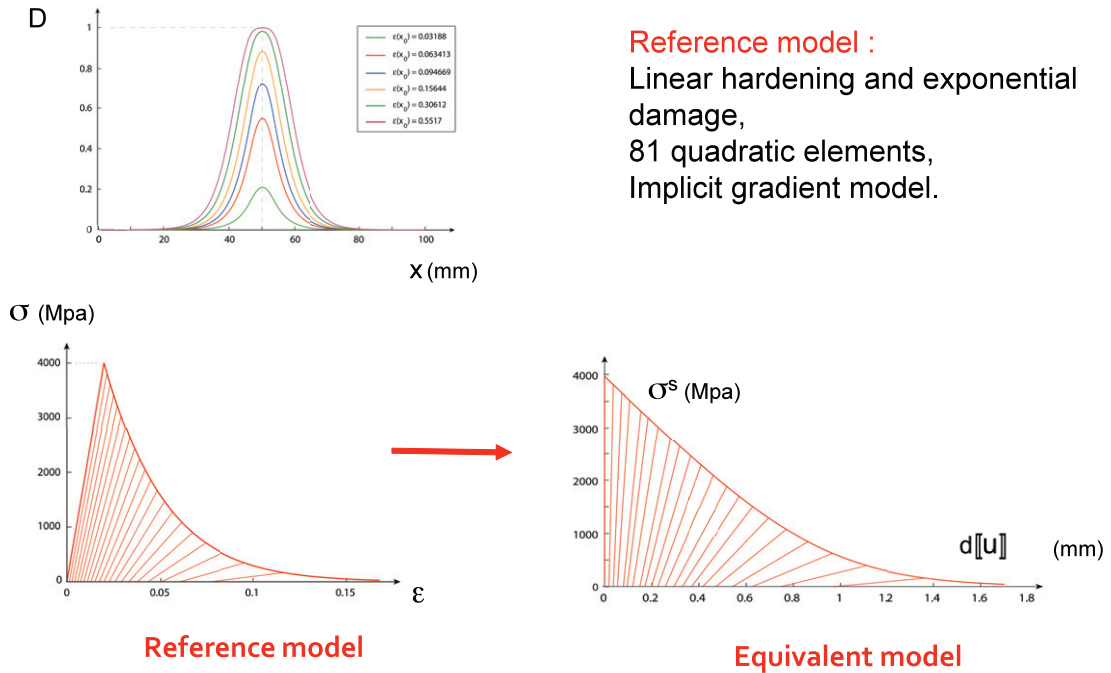 D
1
0.8
0.6
0.4
0.2
0
0 20 40 60 80 100
x (mm)
ε(x₀) = 0.03188
ε(x₀) = 0.063413
ε(x₀) = 0.094669
ε(x₀) = 0.15644
ε(x₀) = 0.30612
ε(x₀) = 0.5517
Reference model :
Linear hardening and exponential
damage,
81 quadratic elements,
Implicit gradient model.
σ (Mpa)
4000
3000
2000
1000
0
0 0.05 0.1 0.15
ε
Reference model
σˢ (Mpa)
4000
3000
2000
1000
0
d⟦u⟧ (mm)
0 0.2 0.4 0.6 0.8 1 1.2 1.4 1.6 1.8
Equivalent model